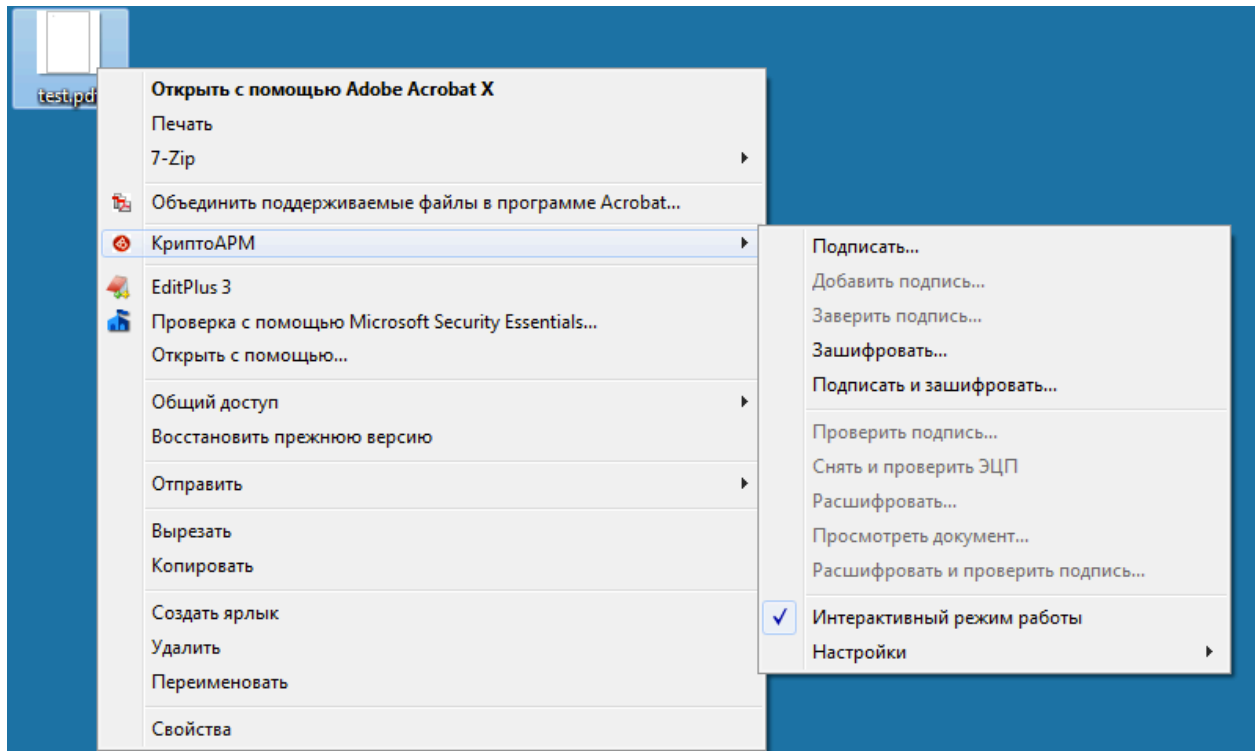 test.pdf
Открыть с помощью Adobe Acrobat X
Печать
7-Zip
Объединить поддерживаемые файлы в программе Acrobat...
КриптоАРМ
EditPlus 3
Проверка с помощью Microsoft Security Essentials...
Открыть с помощью...
Общий доступ
Восстановить прежнюю версию
Отправить
Вырезать
Копировать
Создать ярлык
Удалить
Переименовать
Свойства
Подписать...
Добавить подпись...
Заверить подпись...
Зашифровать...
Подписать и зашифровать...
Проверить подпись...
Снять и проверить ЭЦП
Расшифровать...
Просмотреть документ...
Расшифровать и проверить подпись...
Интерактивный режим работы
Настройки